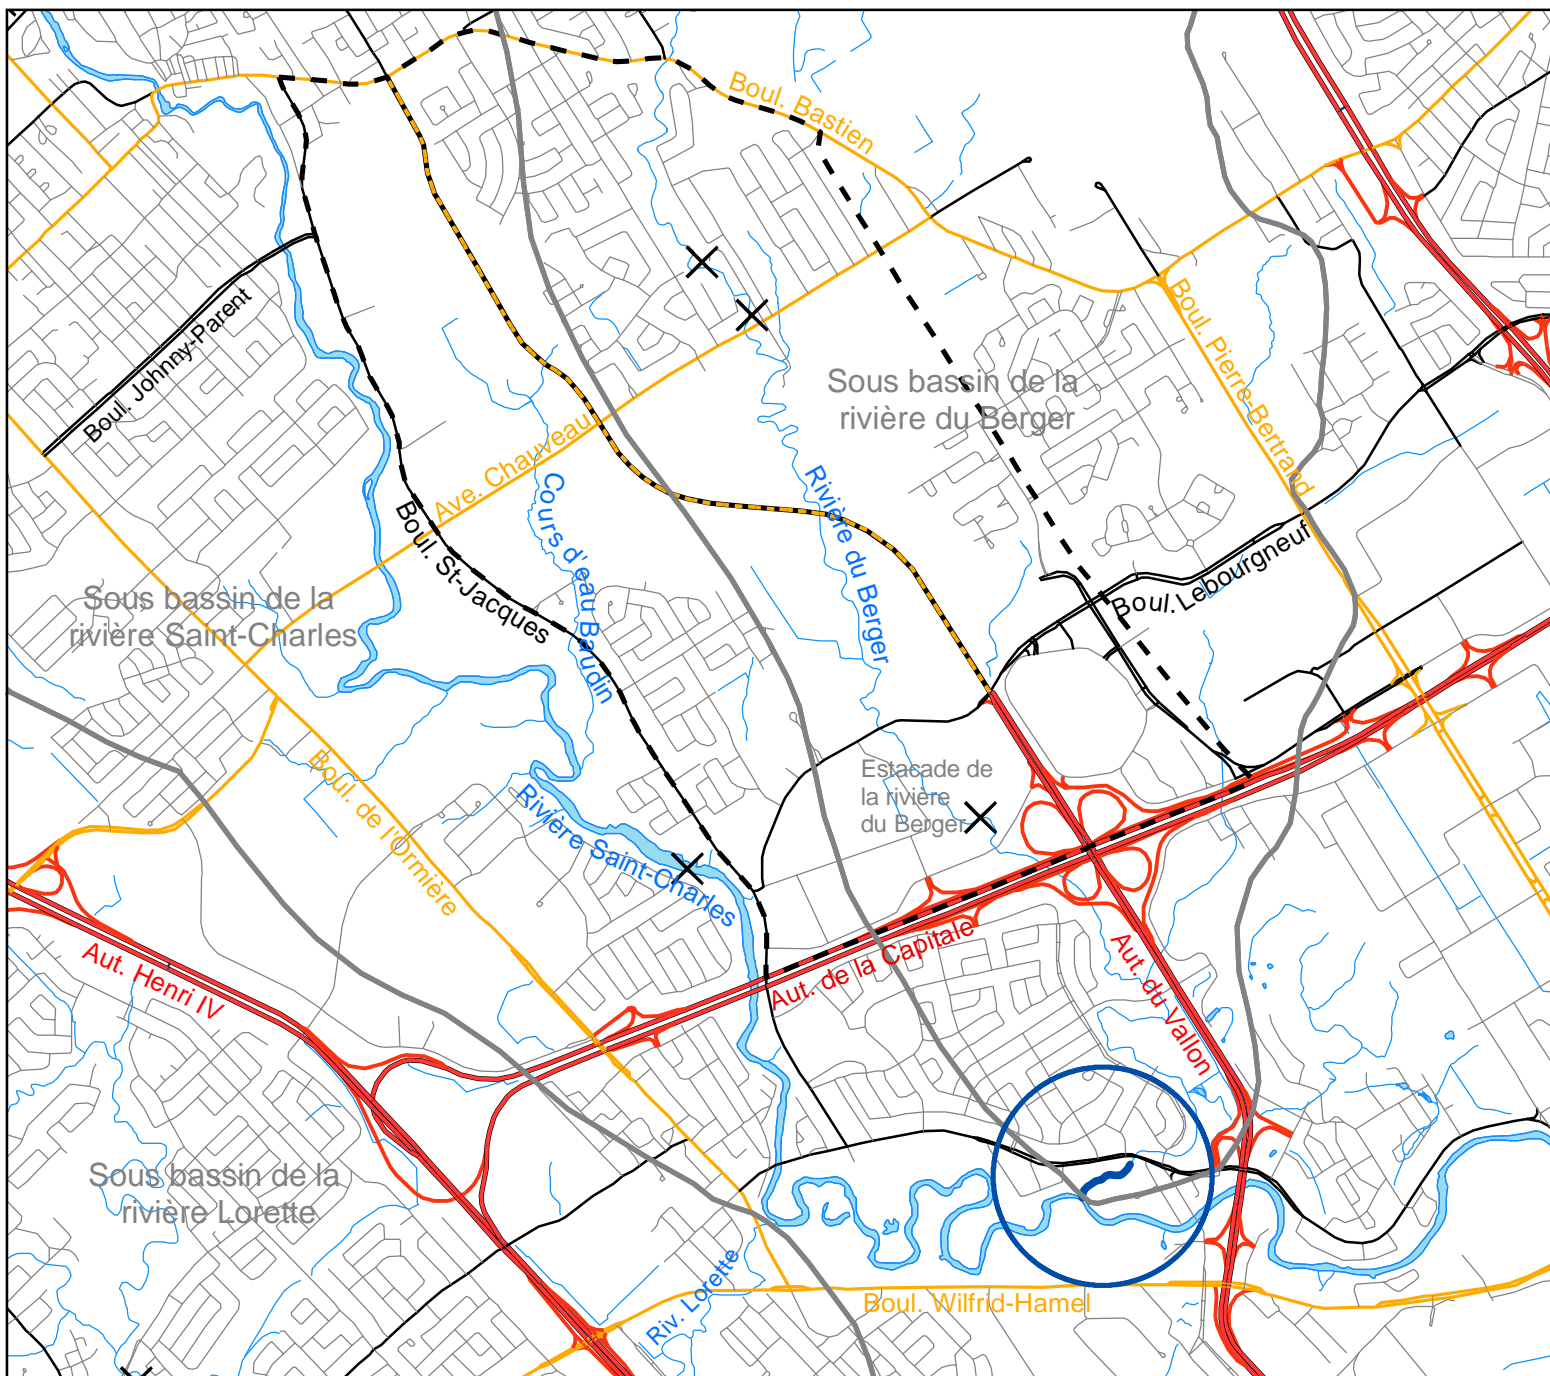 Boul. Bastien
Boul. Johnny-Parent
Boul. Pierre-Bertrand
Sous bassin de la
rivière du Berger
Ave. Chauveau
Cours d'eau Baudin
Rivière du Berger
Boul. St-Jacques
Boul.Lebourgneuf
Sous bassin de la
rivière Saint-Charles
Boul. de l'Ormière
Rivière Saint-Charles
Estacade de
la rivière
du Berger
Aut. Henri IV
Aut. de la Capitale
Aut. du Vallon
Sous bassin de la
rivière Lorette
Riv. Lorette
Boul. Wilfrid-Hamel